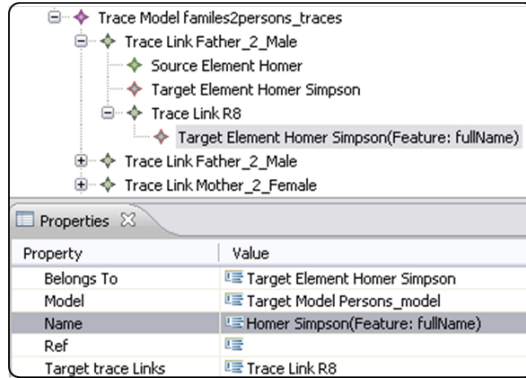 Trace Model familes2persons_traces
Trace Link Father_2_Male
Source Element Homer
Target Element Homer Simpson
Trace Link R8
Target Element Homer Simpson(Feature: fullName)
Trace Link Father_2_Male
Trace Link Mother_2_Female
Properties
Property Value
Belongs To Target Element Homer Simpson
Model Target Model Persons_model
Name Homer Simpson(Feature: fullName)
Ref
Target trace Links Trace Link R8